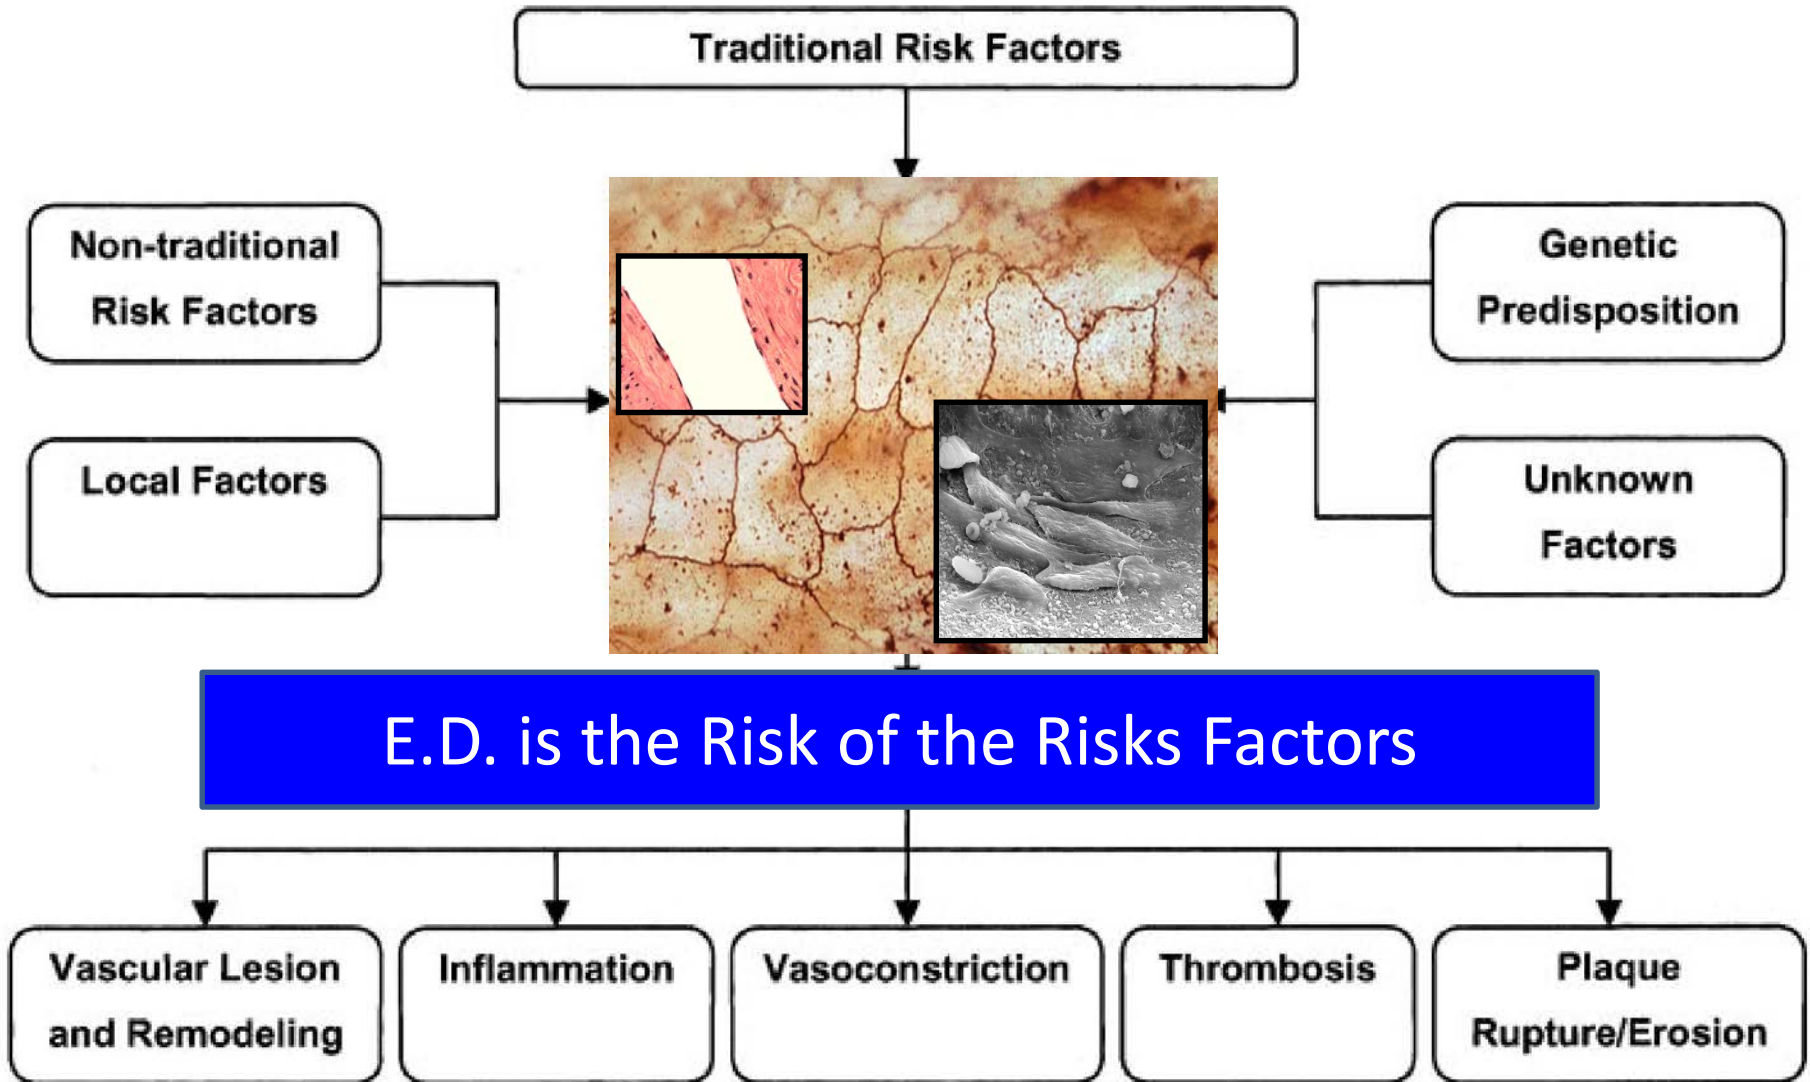 Traditional Risk Factors
Non-traditional
Risk Factors
Genetic
Predisposition
Local Factors
Unknown
Factors
E.D. is the Risk of the Risks Factors
Vascular Lesion
and Remodeling
Inflammation
Vasoconstriction
Thrombosis
Plaque
Rupture/Erosion